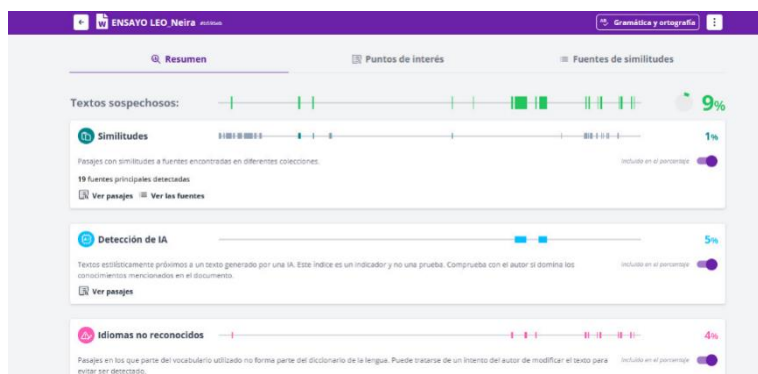 ENSAYO LEO_Neira
Gramática y ortografía
Resumen
Puntos de interés
Fuentes de similitudes
Textos sospechosos:
9%
Similitudes
1%
Pasajes con similitudes a fuentes encontradas en diferentes colecciones.
Incluido en el porcentaje
19 fuentes principales detectadas
Ver pasajes
Ver las fuentes
Detección de IA
5%
Textos estilísticamente próximos a un texto generado por una IA. Este índice es un indicador y no una prueba. Comprueba con el autor si domina los
conocimientos mencionados en el documento.
Incluido en el porcentaje
Ver pasajes
Idiomas no reconocidos
4%
Pasajes en los que parte del vocabulario utilizado no forma parte del diccionario de la lengua. Puede tratarse de un intento del autor de modificar el texto para
evitar ser detectado.
Incluido en el porcentaje